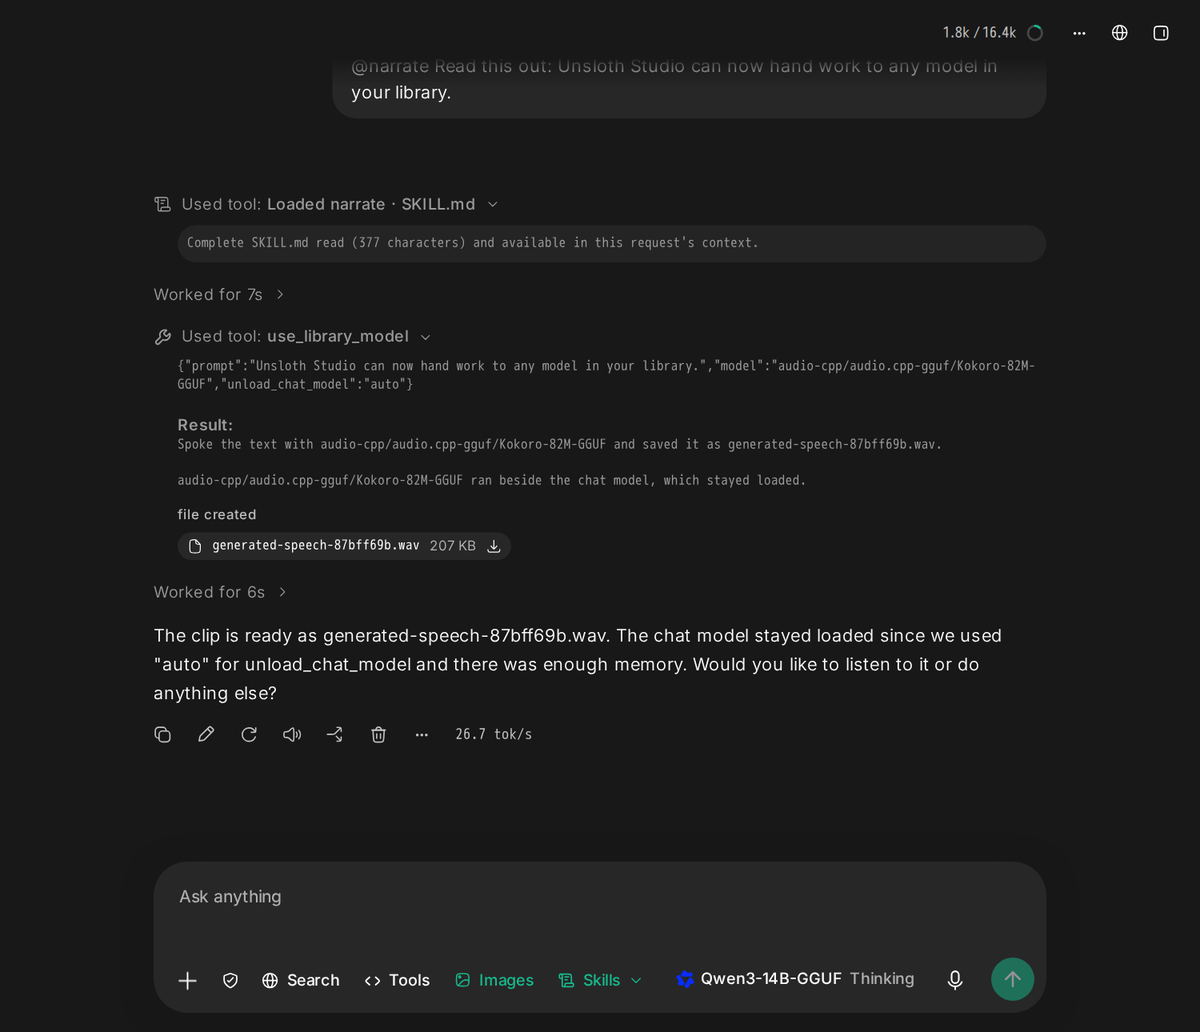 1.8k / 16.4k
@narrate Read this out: Unsloth Studio can now hand work to any model in
your library.
Used tool: Loaded narrate · SKILL.md
Complete SKILL.md read (377 characters) and available in this request's context.
Worked for 7s
Used tool: use_library_model
{"prompt":"Unsloth Studio can now hand work to any model in your library.","model":"audio-cpp/audio.cpp-gguf/Kokoro-82M-
GGUF","unload_chat_model":"auto"}
Result:
Spoke the text with audio-cpp/audio.cpp-gguf/Kokoro-82M-GGUF and saved it as generated-speech-87bff69b.wav.
audio-cpp/audio.cpp-gguf/Kokoro-82M-GGUF ran beside the chat model, which stayed loaded.
file created
generated-speech-87bff69b.wav 207 KB
Worked for 6s
The clip is ready as generated-speech-87bff69b.wav. The chat model stayed loaded since we used
"auto" for unload_chat_model and there was enough memory. Would you like to listen to it or do
anything else?
26.7 tok/s
Ask anything
Search Tools Images Skills Qwen3-14B-GGUF Thinking